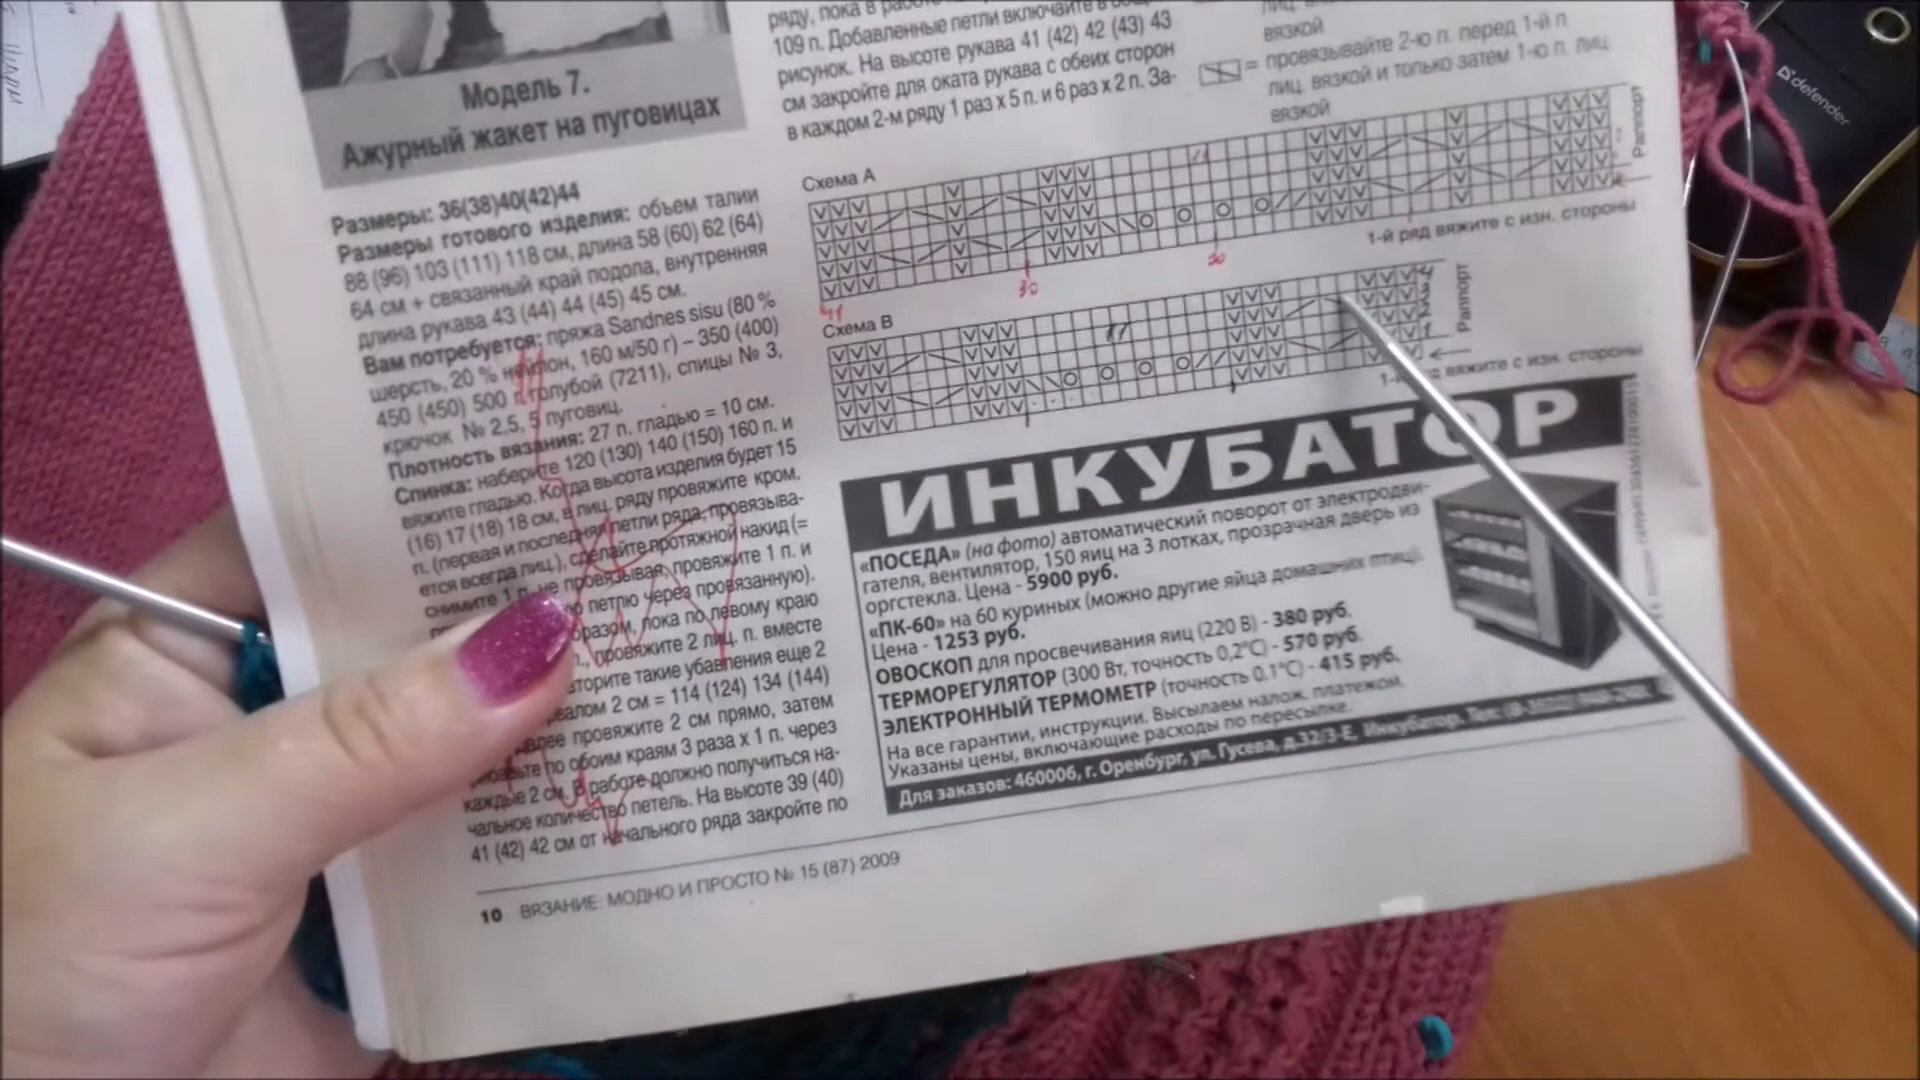 Модель 7.
Ажурный жакет на пуговицах
Размеры: 36(38)40(42)44
Размеры готового изделия: объем талии
88 (96) 103 (111) 118 см, длина 58 (60) 62 (64)
64 см + связанный край подола, внутренняя
длина рукава 43 (44) 44 (45) 45 см.
Вам потребуется: пряжа Sandnes sisu (80 %
шерсть, 20 % нейлон, 160 м/50 г) – 350 (400)
450 (450) 500 г голубой (7211), спицы № 3,
крючок № 2,5, 5 пуговиц.
Плотность вязания: 27 п. гладью = 10 см.
Спинка: наберите 120 (130) 140 (150) 160 п. и
вяжите гладью. Когда высота изделия будет 15
(16) 17 (18) 18 см, в лиц. ряду провяжите кром.
п. (первая и последняя петли ряда, провязыва-
ется всегда лиц.), сделайте протяжной накид (=
снимите 1 п. не провязывая, провяжите 1 п. и
петлю через провязанную).
образом, пока по левому краю
провяжите 2 лиц. п. вместе
вторите такие убавления еще 2
валом 2 см = 114 (124) 134 (144)
алее провяжите 2 см прямо, затем
по обоим краям 3 раза х 1 п. через
каждые 2 см. В работе должно получиться на-
чальное количество петель. На высоте 39 (40)
41 (42) 42 см от начального ряда закройте по
ряду, пока в
109 п. Добавленные петли включайте в
рисунок. На высоте рукава 41 (42) 42 (43) 43
см закройте для оката рукава с обеих сторон
в каждом 2-м ряду 1 раз х 5 п. и 6 раз х 2 п. За-
вязкой
= провязывайте 2-ю п. перед 1-й п.
лиц. вязкой и только затем 1-ю п. лиц.
вязкой
Схема А
Раппорт
1-й ряд вяжите с изн. стороны
30
Схема В
Раппорт
вяжите с изн. стороны
ИНКУБАТОР
«ПОСЕДА» (на фото) автоматический поворот от электродви-
гателя, вентилятор, 150 яиц на 3 лотках, прозрачная дверь из
оргстекла. Цена - 5900 руб.
«ПК-60» на 60 куриных (можно другие яйца домашних птиц).
Цена - 1253 руб.
ОВОСКОП для просвечивания яиц (220 В) - 380 руб.
ТЕРМОРЕГУЛЯТОР (300 Вт, точность 0,2°С) - 570 руб.
ЭЛЕКТРОННЫЙ ТЕРМОМЕТР (точность 0,1°С) - 415 руб.
На все гарантии, инструкции. Высылаем налож. платежом.
Указаны цены, включающие расходы по пересылке.
Для заказов: 460006, г. Оренбург, ул. Гусева, д.32/3-Е, Инкубатор. Тел:
10 ВЯЗАНИЕ: МОДНО И ПРОСТО № 15 (87) 2009
defender